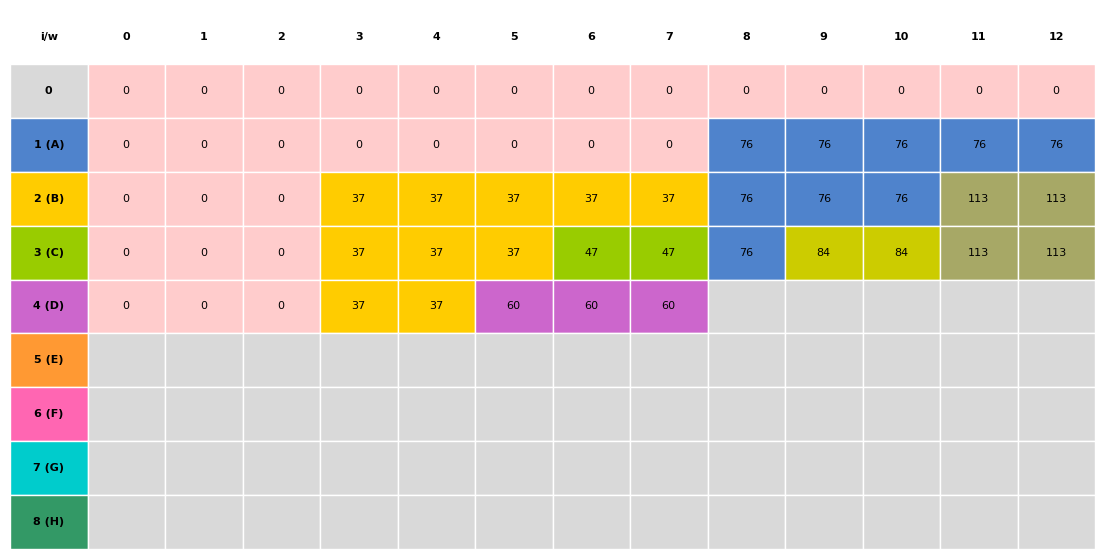 i/w 0 1 2 3 4 5 6 7 8 9 10 11 12
0 0 0 0 0 0 0 0 0 0 0 0 0 0
1 (A) 0 0 0 0 0 0 0 0 76 76 76 76 76
2 (B) 0 0 0 37 37 37 37 37 76 76 76 113 113
3 (C) 0 0 0 37 37 37 47 47 76 84 84 113 113
4 (D) 0 0 0 37 37 60 60 60
5 (E)
6 (F)
7 (G)
8 (H)